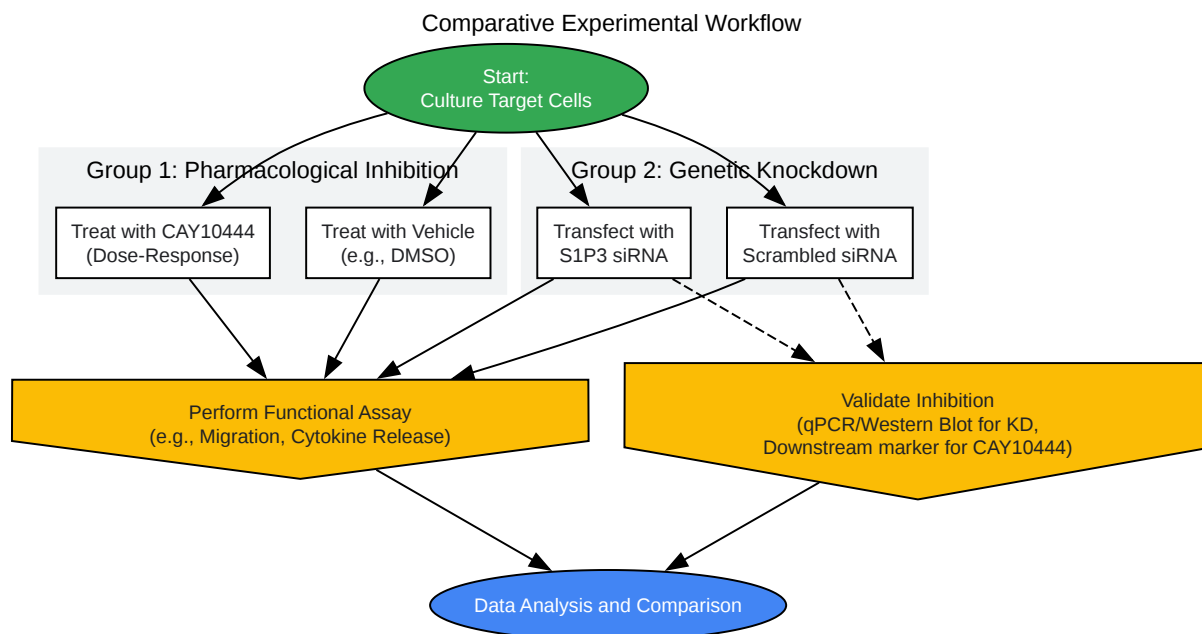 Comparative Experimental Workflow
Start:
Culture Target Cells
Group 1: Pharmacological Inhibition
Group 2: Genetic Knockdown
Treat with CAY10444
(Dose-Response)
Treat with Vehicle
(e.g., DMSO)
Transfect with
S1P3 siRNA
Transfect with
Scrambled siRNA
Perform Functional Assay
(e.g., Migration, Cytokine Release)
Validate Inhibition
(qPCR/Western Blot for KD,
Downstream marker for CAY10444)
Data Analysis and Comparison